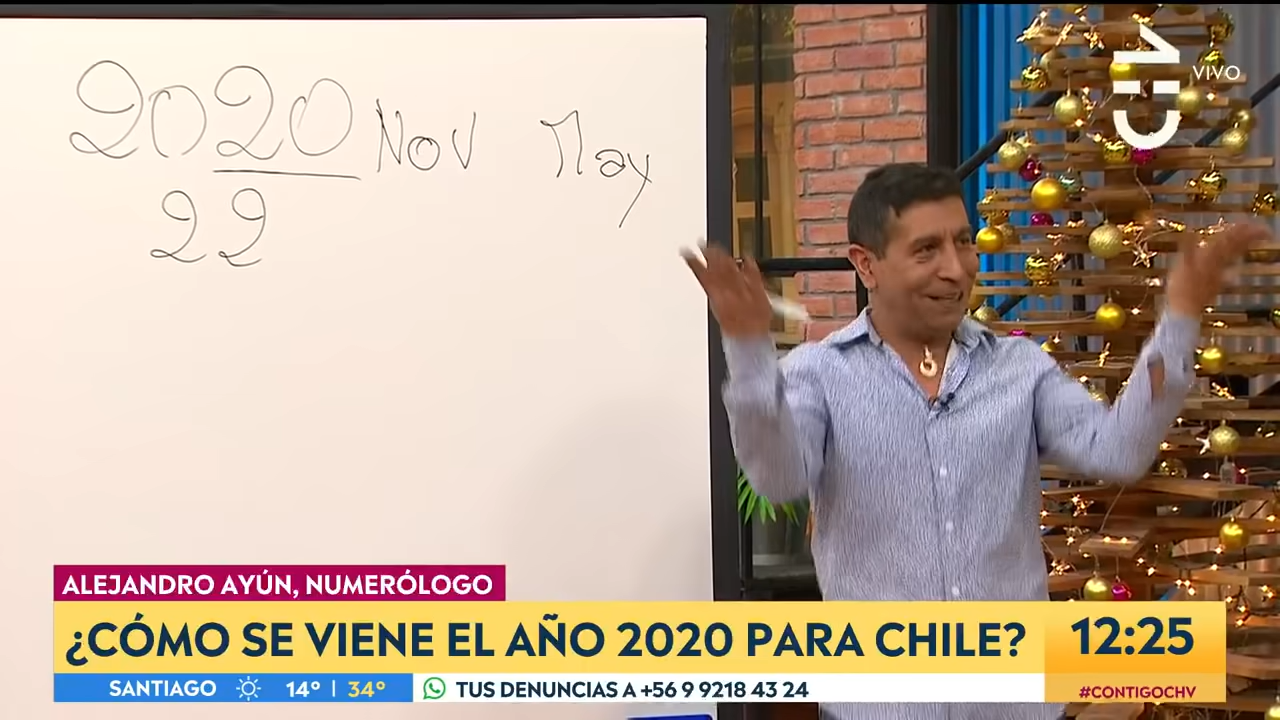 2020 Nov May
22
VIVO
ALEJANDRO AYÚN, NUMERÓLOGO
¿CÓMO SE VIENE EL AÑO 2020 PARA CHILE?
12:25
SANTIAGO 14° | 34° TUS DENUNCIAS A +56 9 9218 43 24
#CONTIGOCHV